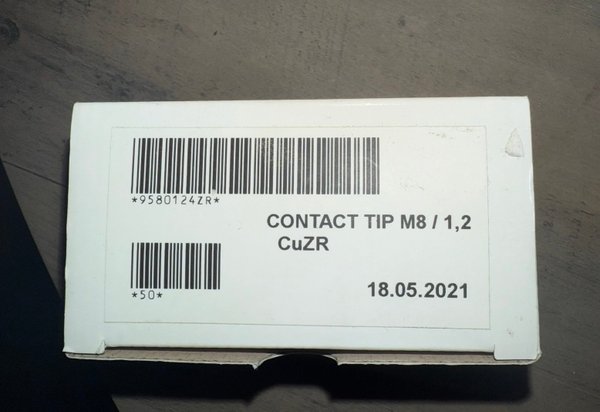 *9580124ZR*
CONTACT TIP M8 / 1,2
CuZR
*50*
18.05.2021